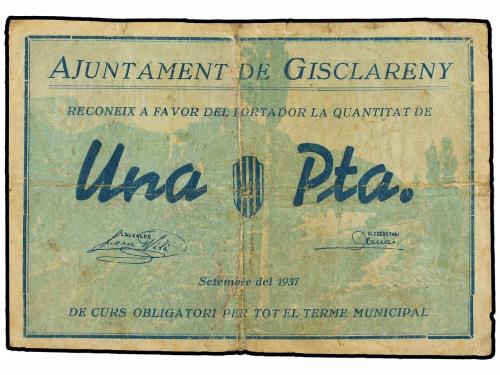 AJUNTAMENT DE GISCLARENY
RECONEIX A FAVOR DEL PORTADOR LA QUANTITAT DE
Una Pta.
L'ALCALDE
EL SECRETARI
Setembre del 1937
DE CURS OBLIGATORI PER TOT EL TERME MUNICIPAL